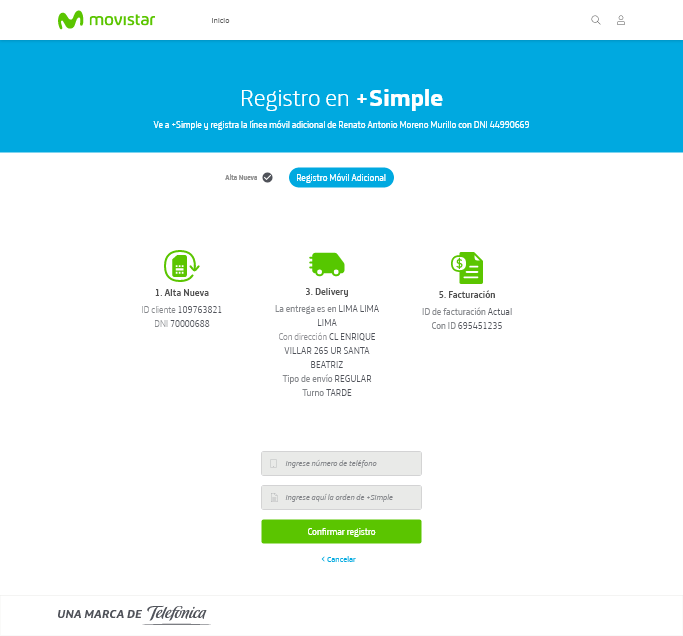 movistar
Inicio
Registro en +Simple
Ve a +Simple y registra la línea móvil adicional de Renato Antonio Moreno Murillo con DNI 44990669
Alta Nueva
Registro Móvil Adicional
1. Alta Nueva
ID cliente 109763821
DNI 70000688
3. Delivery
La entrega es en LIMA LIMA
LIMA
Con dirección CL ENRIQUE
VILLAR 265 UR SANTA
BEATRIZ
Tipo de envío REGULAR
Turno TARDE
5. Facturación
ID de facturación Actual
Con ID 695451235
Ingrese número de teléfono
Ingrese aquí la orden de +Simple
Confirmar registro
< Cancelar
UNA MARCA DE Telefónica